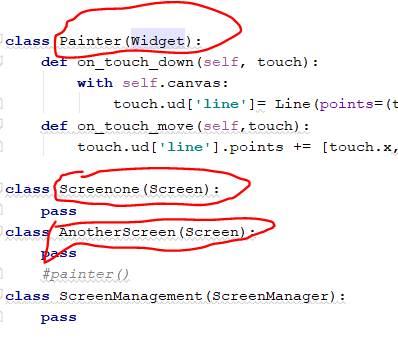 class Painter(Widget):
def on_touch_down(self, touch):
with self.canvas:
touch.ud['line']= Line(points=(t
def on_touch_move(self,touch):
touch.ud['line'].points += [touch.x,
class Screenone(Screen):
pass
class AnotherScreen(Screen):
pass
#painter()
class ScreenManagement(ScreenManager):
pass